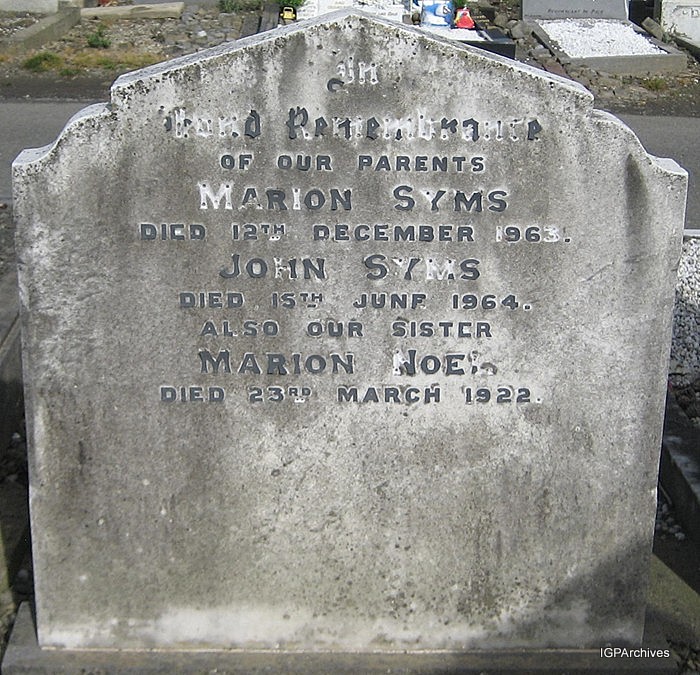 In
Fond Remembrance
OF OUR PARENTS
MARION SYMS
DIED 12TH DECEMBER 1963.
JOHN SYMS
DIED 15TH JUNE 1964.
ALSO OUR SISTER
MARION NOEL
DIED 23RD MARCH 1922.
IGPArchives